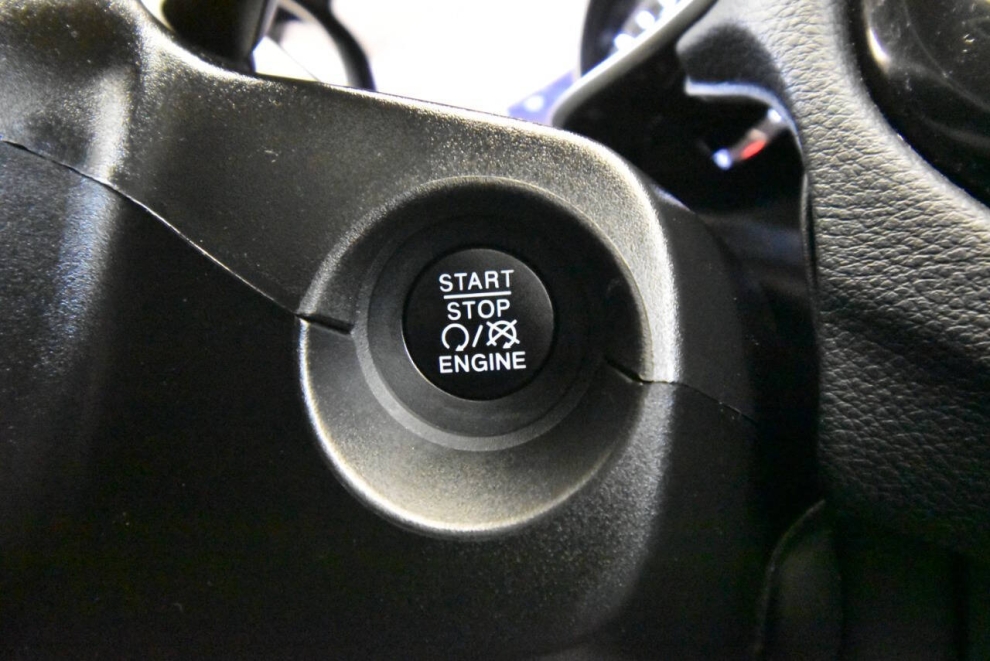 START
STOP
/
ENGINE